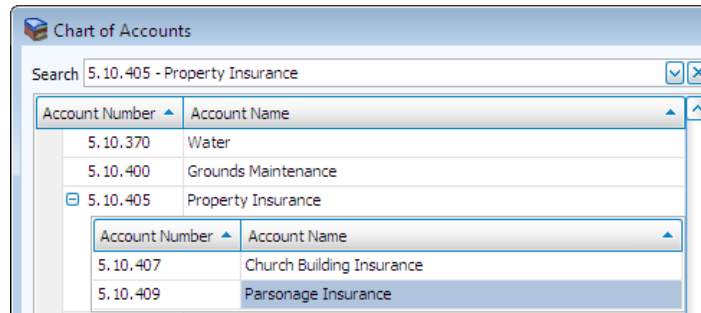 Chart of Accounts
Search 5.10.405 - Property Insurance
Account Number Account Name
5.10.370 Water
5.10.400 Grounds Maintenance
5.10.405 Property Insurance
Account Number Account Name
5.10.407 Church Building Insurance
5.10.409 Parsonage Insurance